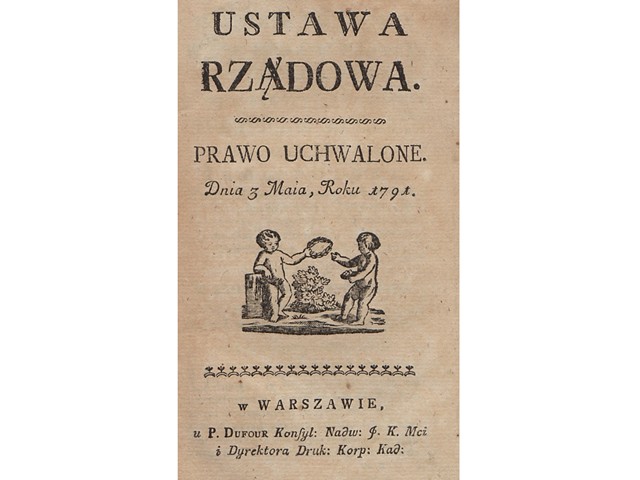 USTAWA
RZĄDOWA.
PRAWO UCHWALONE.
Dnia 3 Maia, Roku 1791.
w WARSZAWIE,
u P. DUFOUR Konſyl: Nadw: J. K. Mci
i Dyrektora Druk: Korp: Kad: